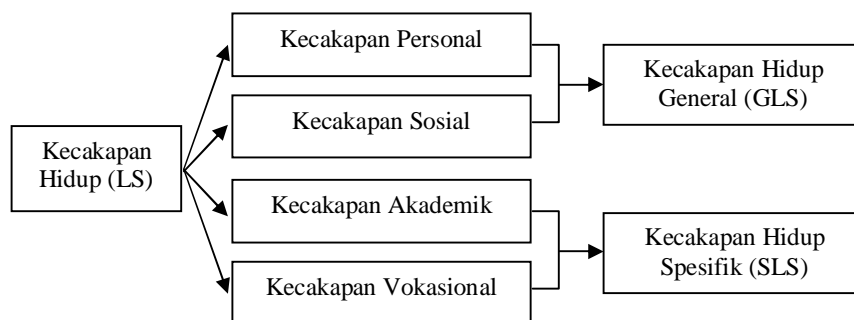 Kecakapan Personal
Kecakapan Sosial
Kecakapan
Hidup (LS)
Kecakapan Akademik
Kecakapan Vokasional
Kecakapan Hidup
General (GLS)
Kecakapan Hidup
Spesifik (SLS)